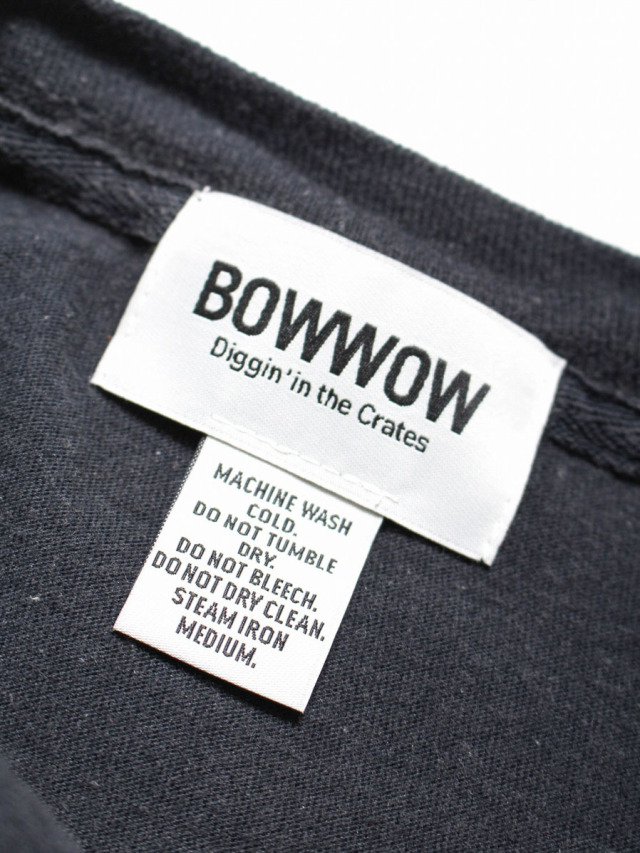 BOWWOW
Diggin' in the Crates
MACHINE WASH
COLD.
DO NOT TUMBLE
DRY.
DO NOT BLEECH.
DO NOT DRY CLEAN.
STEAM IRON
MEDIUM.